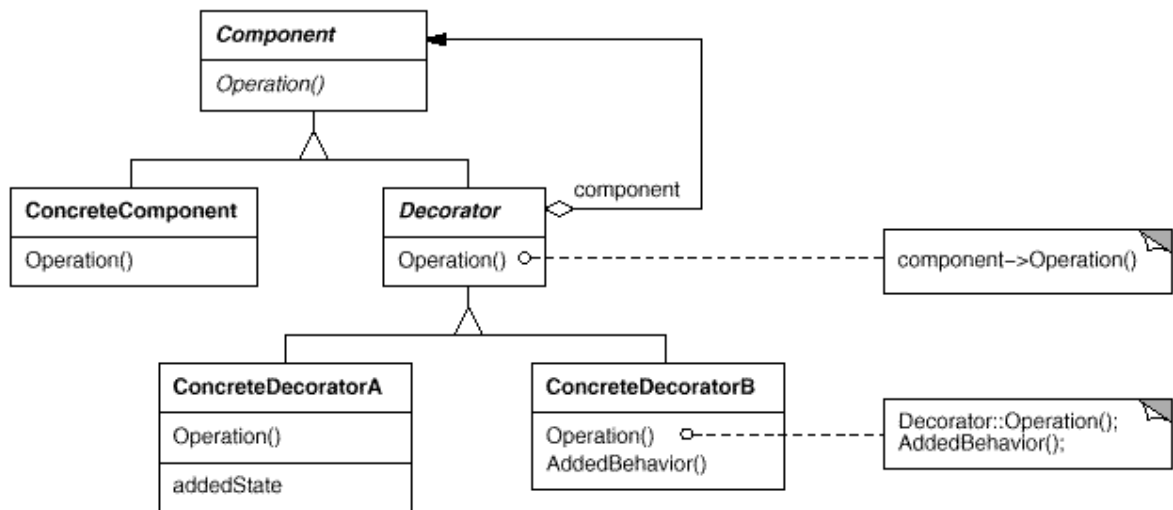 Component
Operation()
ConcreteComponent
Operation()
Decorator
Operation()
component
component->Operation()
ConcreteDecoratorA
Operation()
addedState
ConcreteDecoratorB
Operation()
AddedBehavior()
Decorator::Operation();
AddedBehavior();